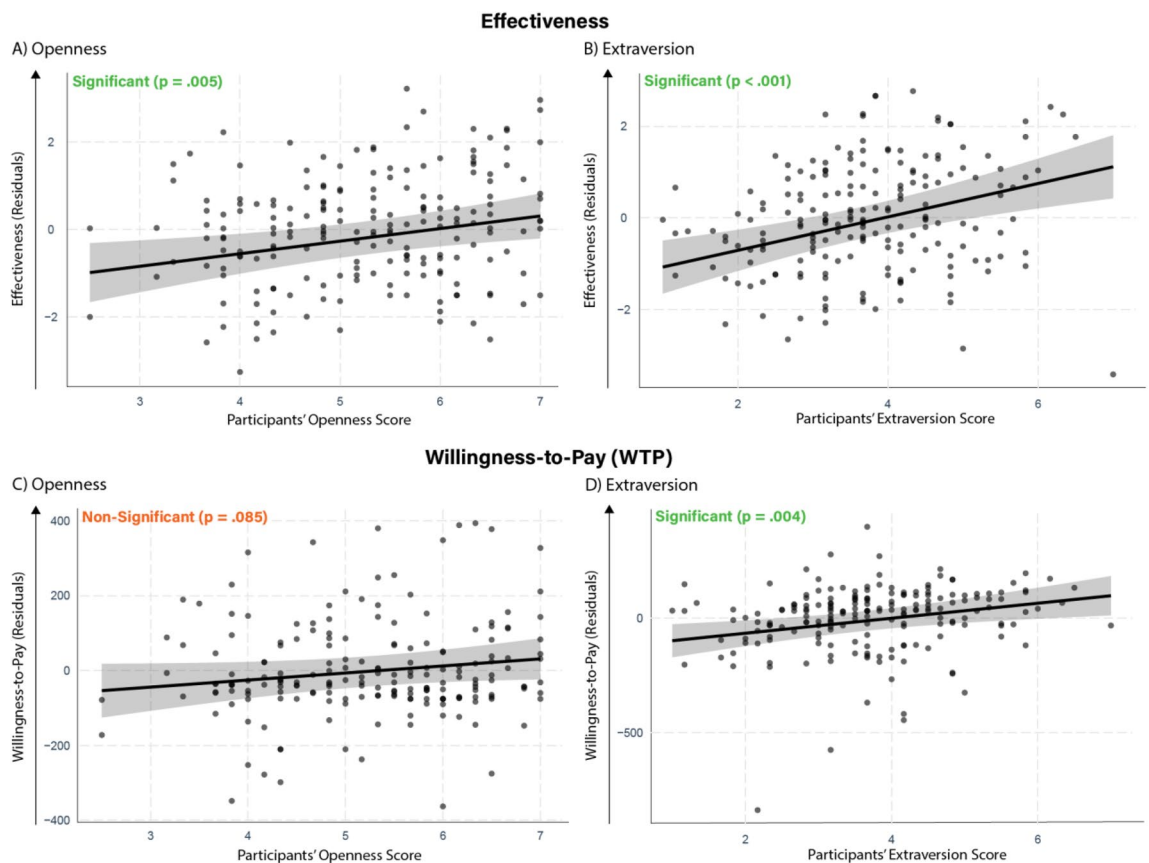 Effectiveness
A) Openness
Significant (p = .005)
2
0
−2
Effectiveness (Residuals)
3 4 5 6 7
Participants' Openness Score
B) Extraversion
Significant (p < .001)
2
0
−2
Effectiveness (Residuals)
2 4 6
Participants' Extraversion Score
Willingness-to-Pay (WTP)
C) Openness
Non-Significant (p = .085)
400
200
0
−200
−400
Willingness-to-Pay (Residuals)
3 4 5 6 7
Participants' Openness Score
D) Extraversion
Significant (p = .004)
0
−500
Willingness-to-Pay (Residuals)
2 4 6
Participants' Extraversion Score